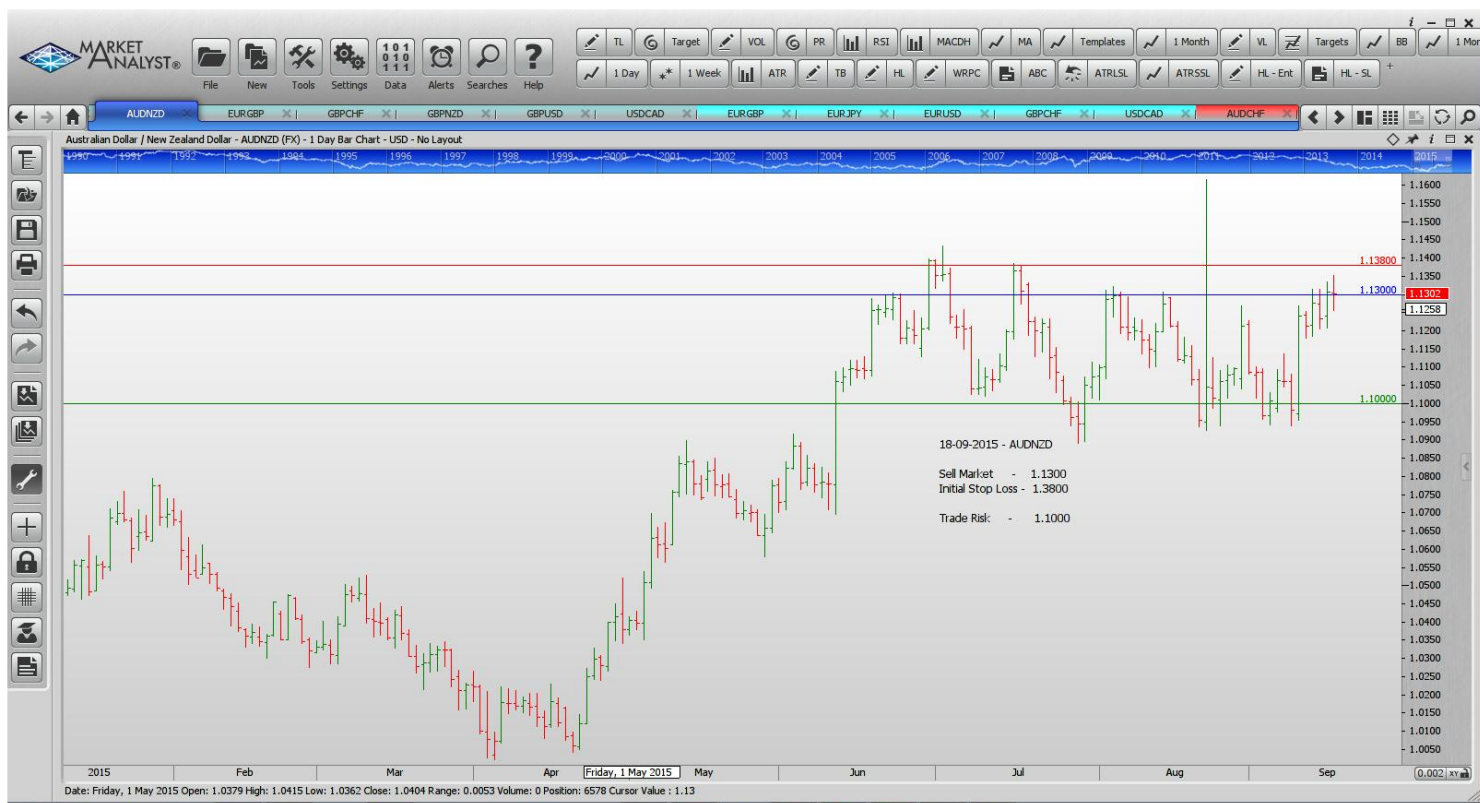 i
MARKET ANALYST®
File New Tools Settings Data Alerts Searches Help
101 010 111
TL Target VOL PR RSI MACDH MA Templates 1 Month VL Targets BB 1 Mor
1 Day 1 Week ATR TB HL WRPC ABC ATRLSL ATRSSL HL - Ent HL - SL +
AUDNZD EURGBP GBPCHF GBPNZD GBPUSD USDCAD EURGBP EURJPY EURUSD GBPCHF USDCAD AUDCHF
Australian Dollar / New Zealand Dollar - AUDNZD (FX) - 1 Day Bar Chart - USD - No Layout
1990 1991 1992 1993 1994 1995 1996 1997 1998 1999 2000 2001 2002 2003 2004 2005 2006 2007 2008 2009 2010 2011 2012 2013 2014 2015
1.1600
1.1550
1.1500
1.1450
1.1400
1.13800
1.1350
1.13000
1.1302
1.1258
1.1200
1.1150
1.1100
1.1050
1.10000
1.1000
1.0950
1.0900
1.0850
1.0800
1.0750
1.0700
1.0650
1.0600
1.0550
1.0500
1.0450
1.0400
1.0350
1.0300
1.0250
1.0200
1.0150
1.0100
1.0050
18-09-2015 - AUDNZD
Sell Market - 1.1300
Initial Stop Loss - 1.3800
Trade Risk - 1.1000
2015 Feb Mar Apr Friday, 1 May 2015 May Jun Jul Aug Sep 0.002 XY
Date: Friday, 1 May 2015 Open: 1.0379 High: 1.0415 Low: 1.0362 Close: 1.0404 Range: 0.0053 Volume: 0 Position: 6578 Cursor Value : 1.13